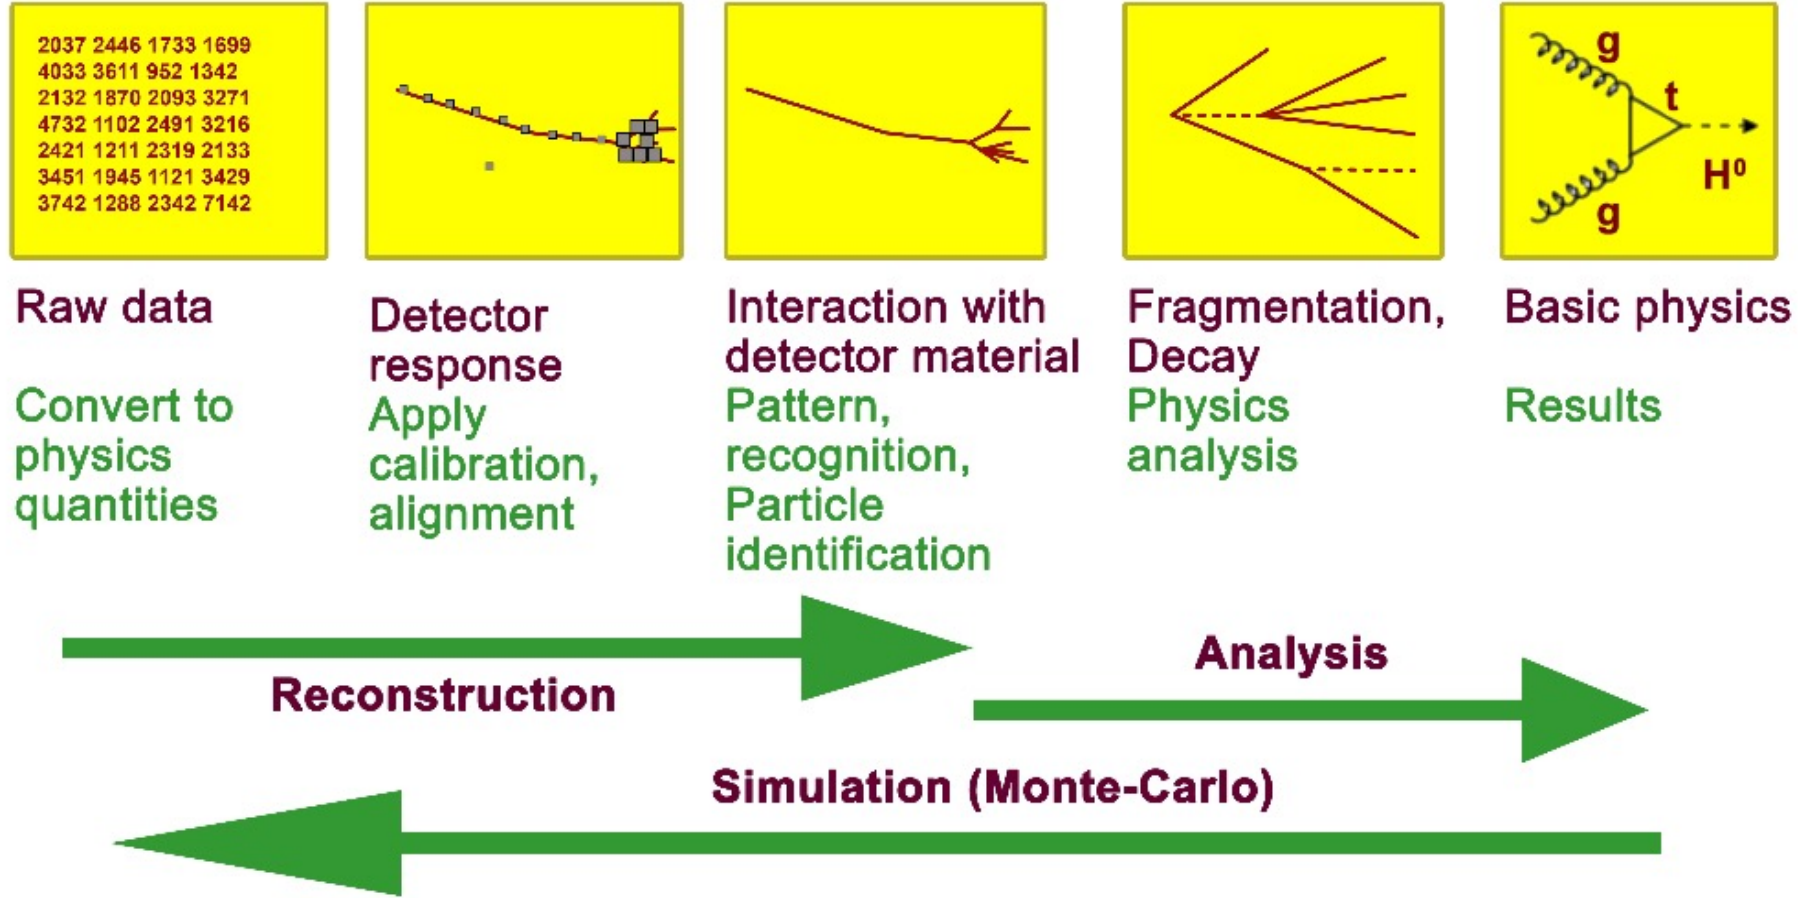 2037 2446 1733 1699
4033 3611 952 1342
2132 1870 2093 3271
4732 1102 2491 3216
2421 1211 2319 2133
3451 1945 1121 3429
3742 1288 2342 7142
g
t
H⁰
g
Raw data
Convert to
physics
quantities
Detector
response
Apply
calibration,
alignment
Interaction with
detector material
Pattern,
recognition,
Particle
identification
Fragmentation,
Decay
Physics
analysis
Basic physics
Results
Reconstruction
Analysis
Simulation (Monte-Carlo)